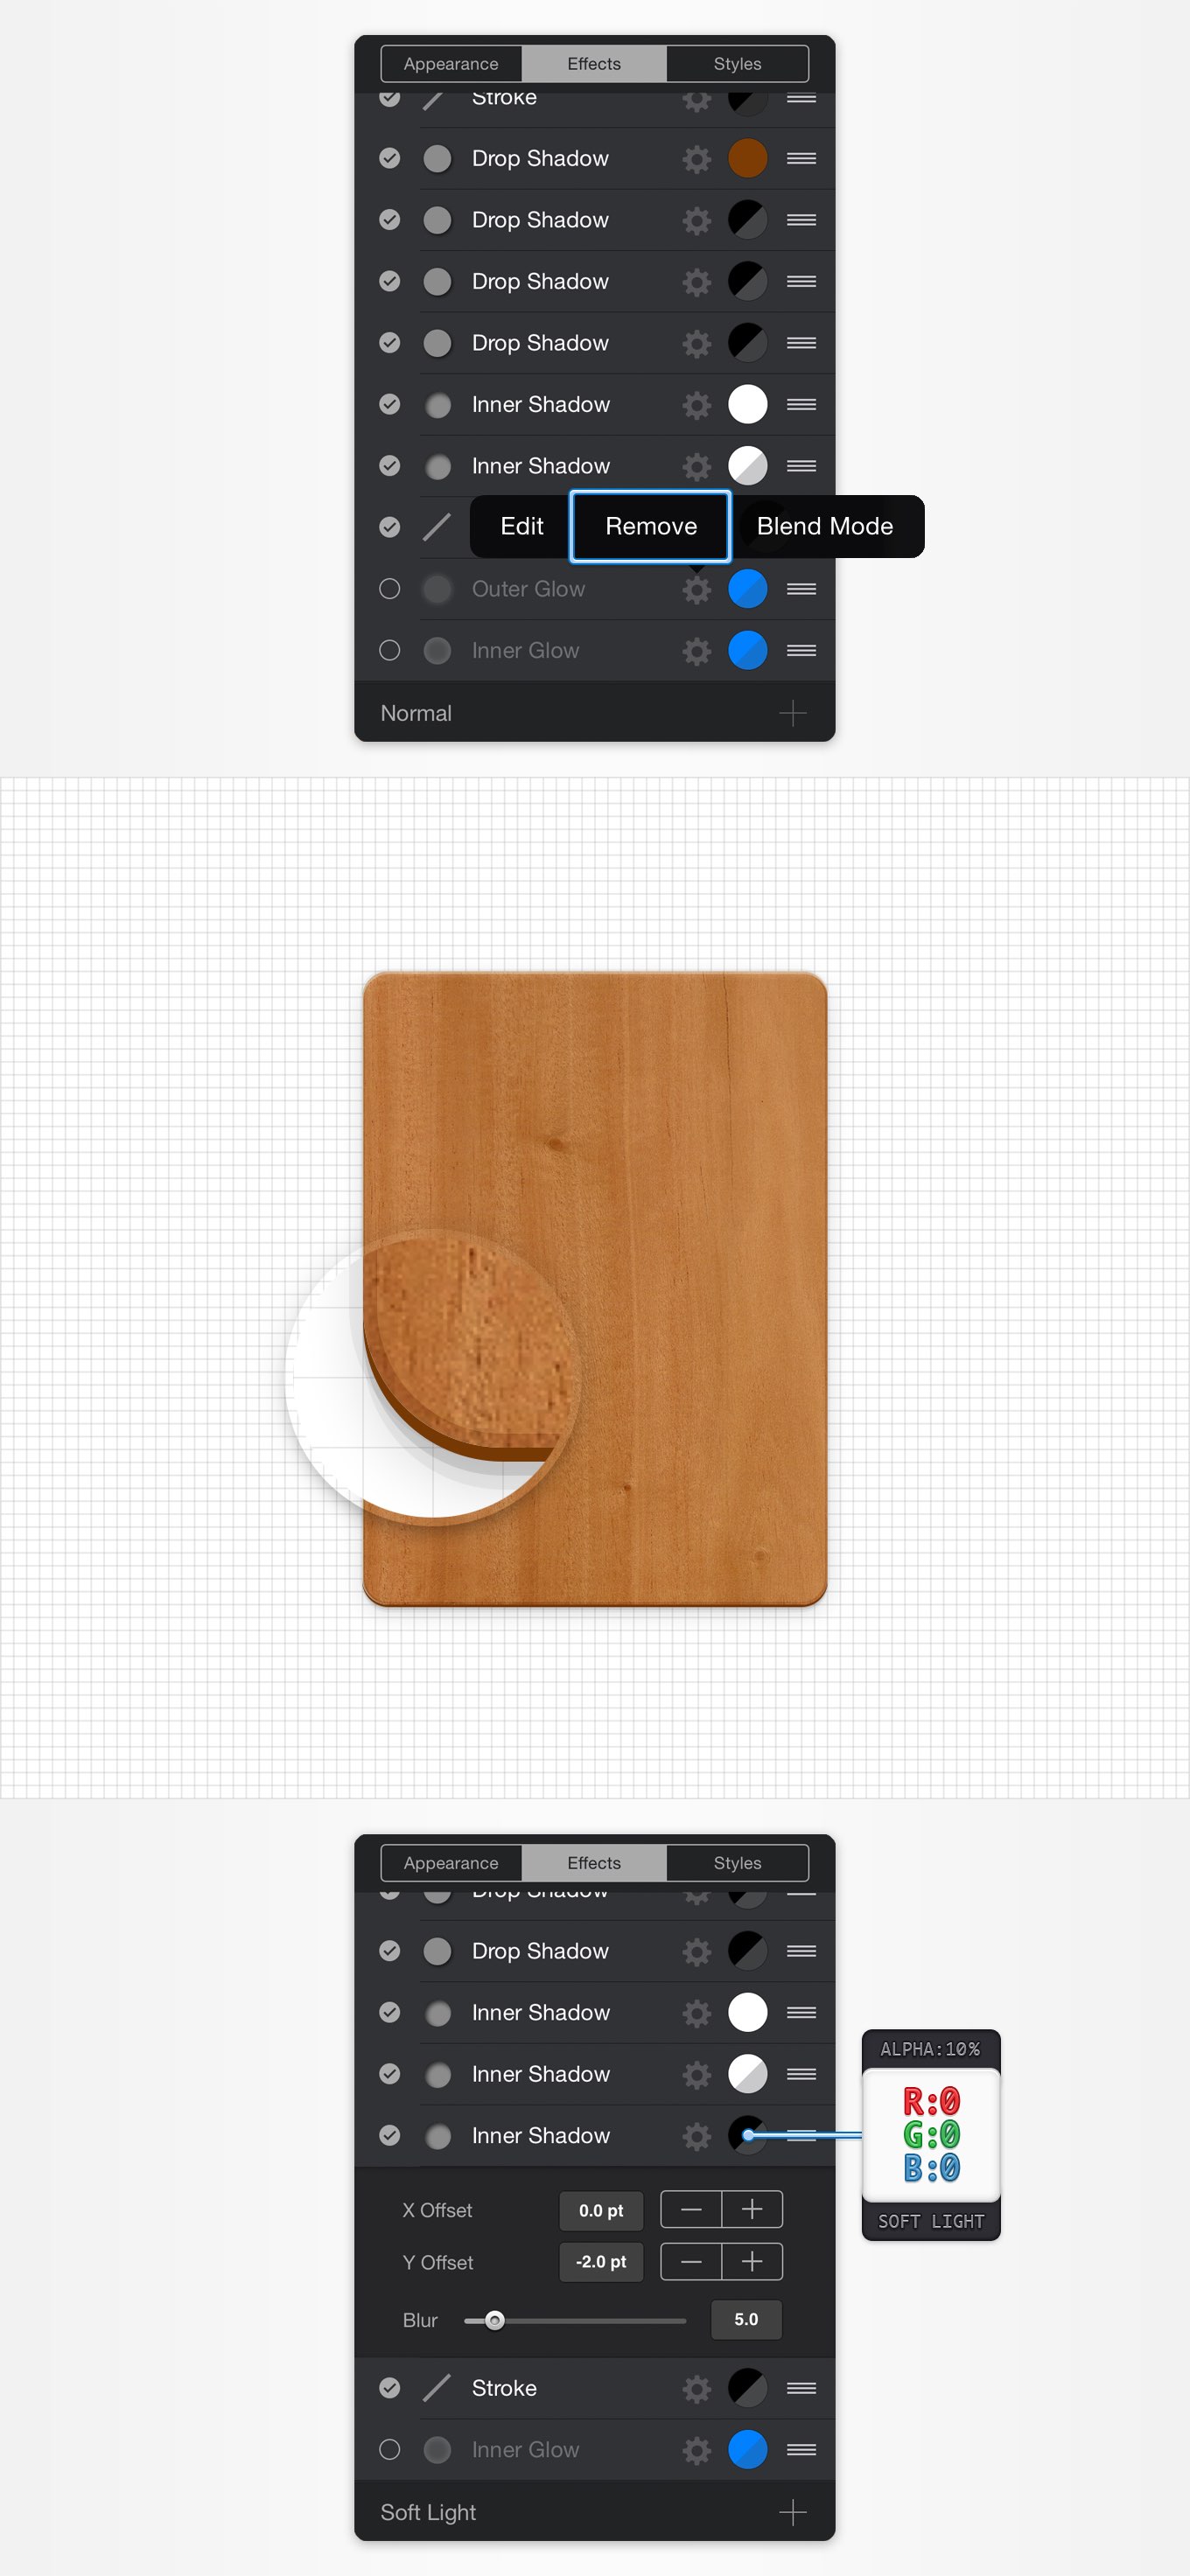 Appearance Effects Styles
Stroke
Drop Shadow
Drop Shadow
Drop Shadow
Drop Shadow
Inner Shadow
Inner Shadow
Edit Remove Blend Mode
Outer Glow
Inner Glow
Normal
Appearance Effects Styles
Drop Shadow
Drop Shadow
Inner Shadow
Inner Shadow
Inner Shadow
X Offset 0.0 pt
Y Offset -2.0 pt
Blur 5.0
Stroke
Inner Glow
Soft Light
ALPHA:10%
R:0
G:0
B:0
SOFT LIGHT